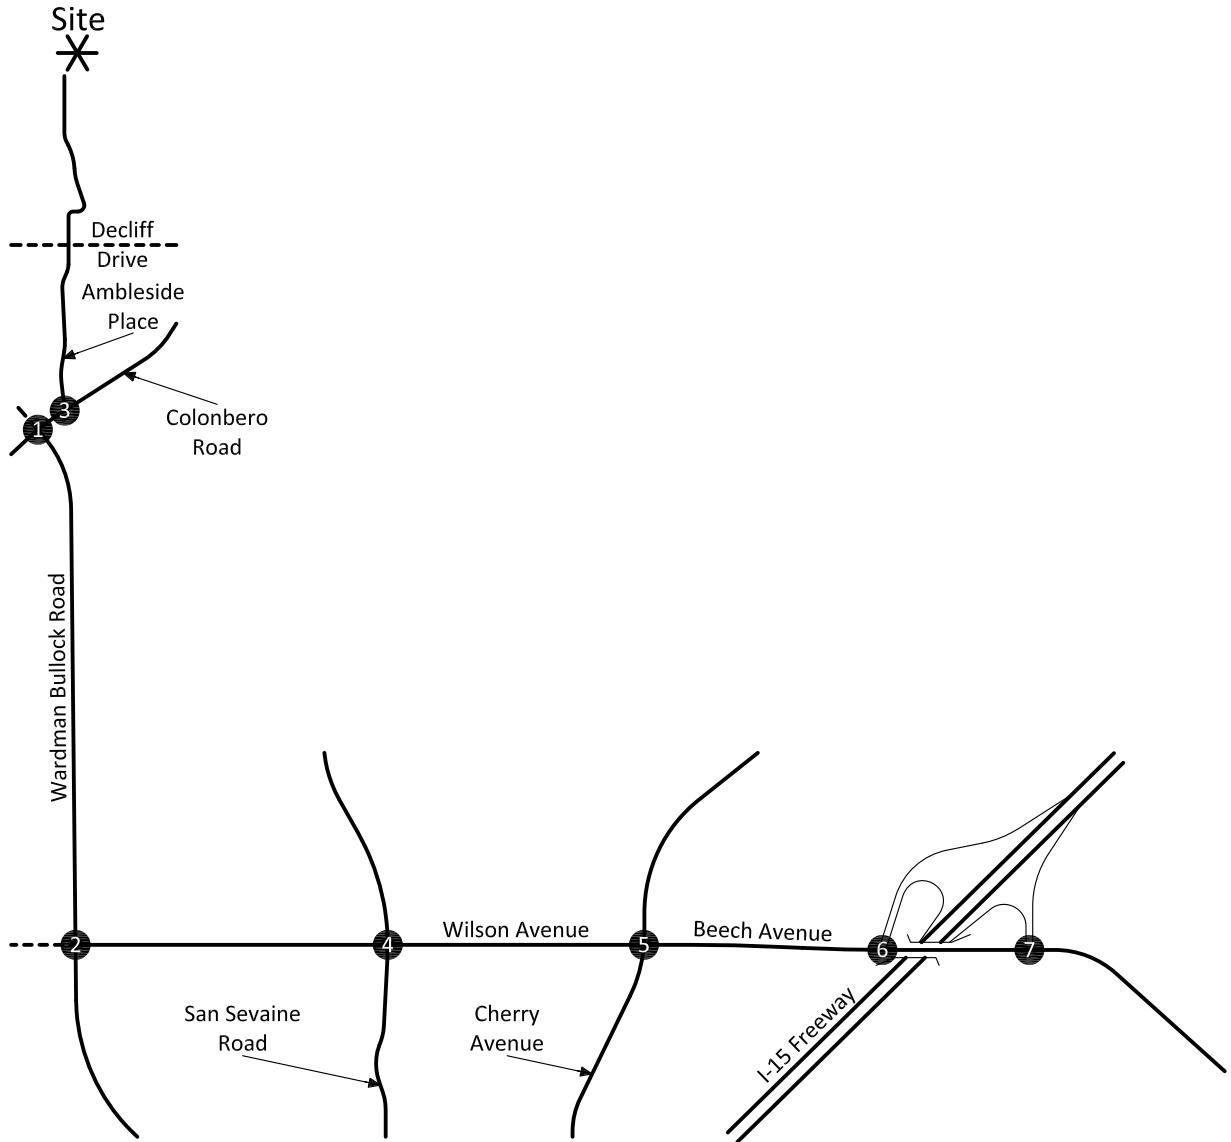 Site
Decliff
Drive
Ambleside
Place
3
1
Colonbero
Road
Wardman Bullock Road
2
4
Wilson Avenue
5
Beech Avenue
6
7
San Sevaine
Road
Cherry
Avenue
I-15 Freeway